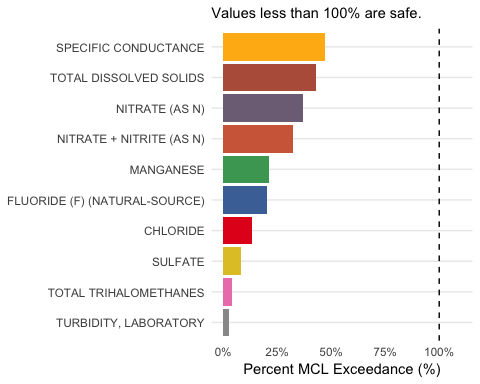 Values less than 100% are safe.
SPECIFIC CONDUCTANCE
TOTAL DISSOLVED SOLIDS
NITRATE (AS N)
NITRATE + NITRITE (AS N)
MANGANESE
FLUORIDE (F) (NATURAL-SOURCE)
CHLORIDE
SULFATE
TOTAL TRIHALOMETHANES
TURBIDITY, LABORATORY
0% 25% 50% 75% 100%
Percent MCL Exceedance (%)